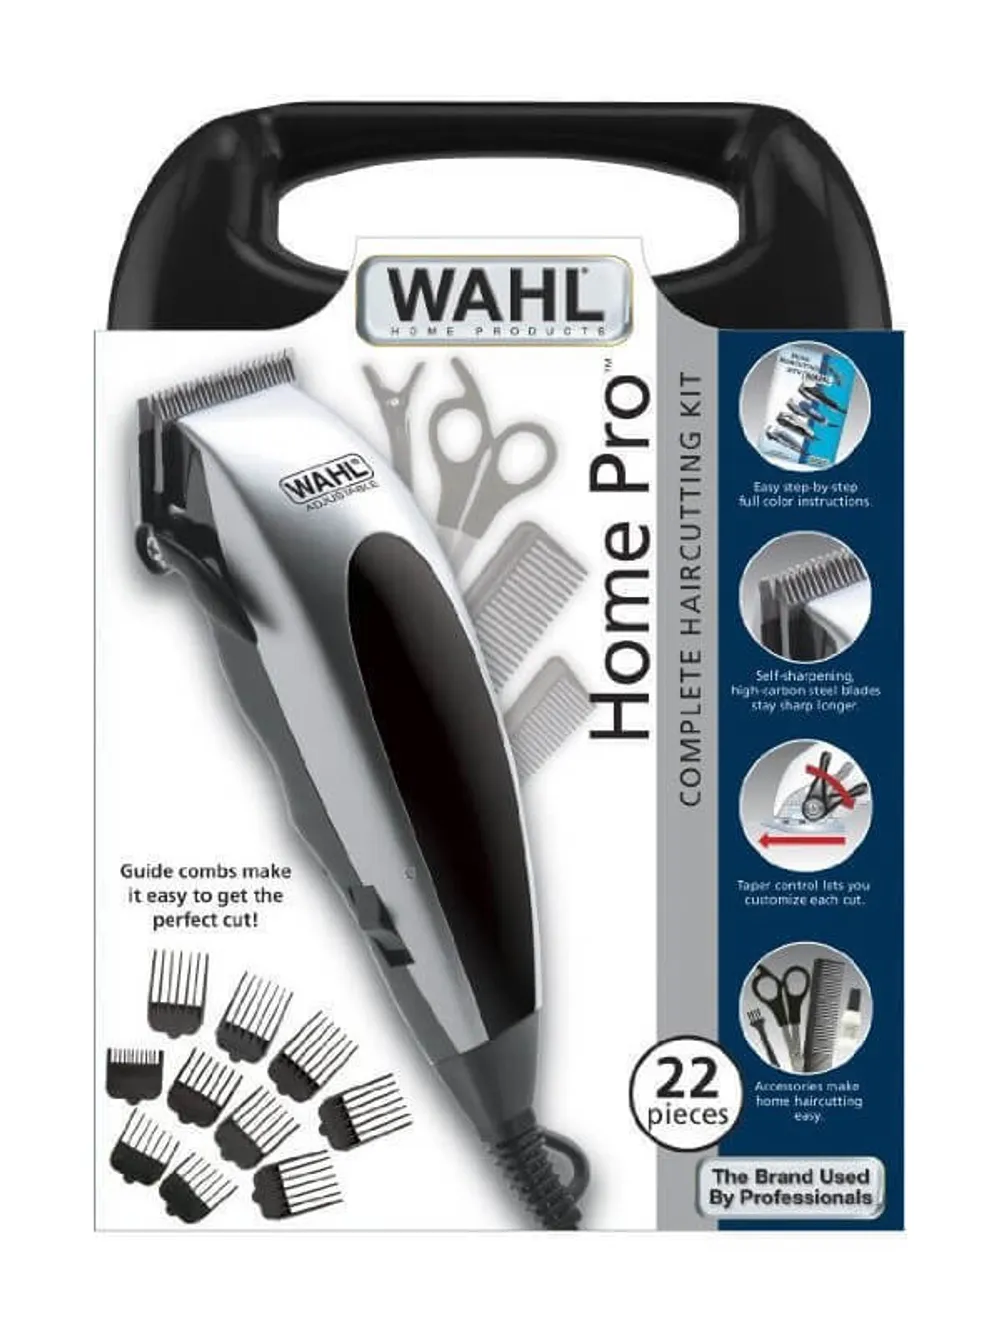 WAHL®
HOME PRODUCTS
WAHL®
ADJUSTABLE
Home Pro™
COMPLETE HAIRCUTTING KIT
Easy step-by-step
full color instructions.
Self-sharpening,
high-carbon steel blades
stay sharp longer.
Taper control lets you
customize each cut.
Accessories make
home haircutting
easy.
Guide combs make
it easy to get the
perfect cut!
22
pieces
The Brand Used
By Professionals